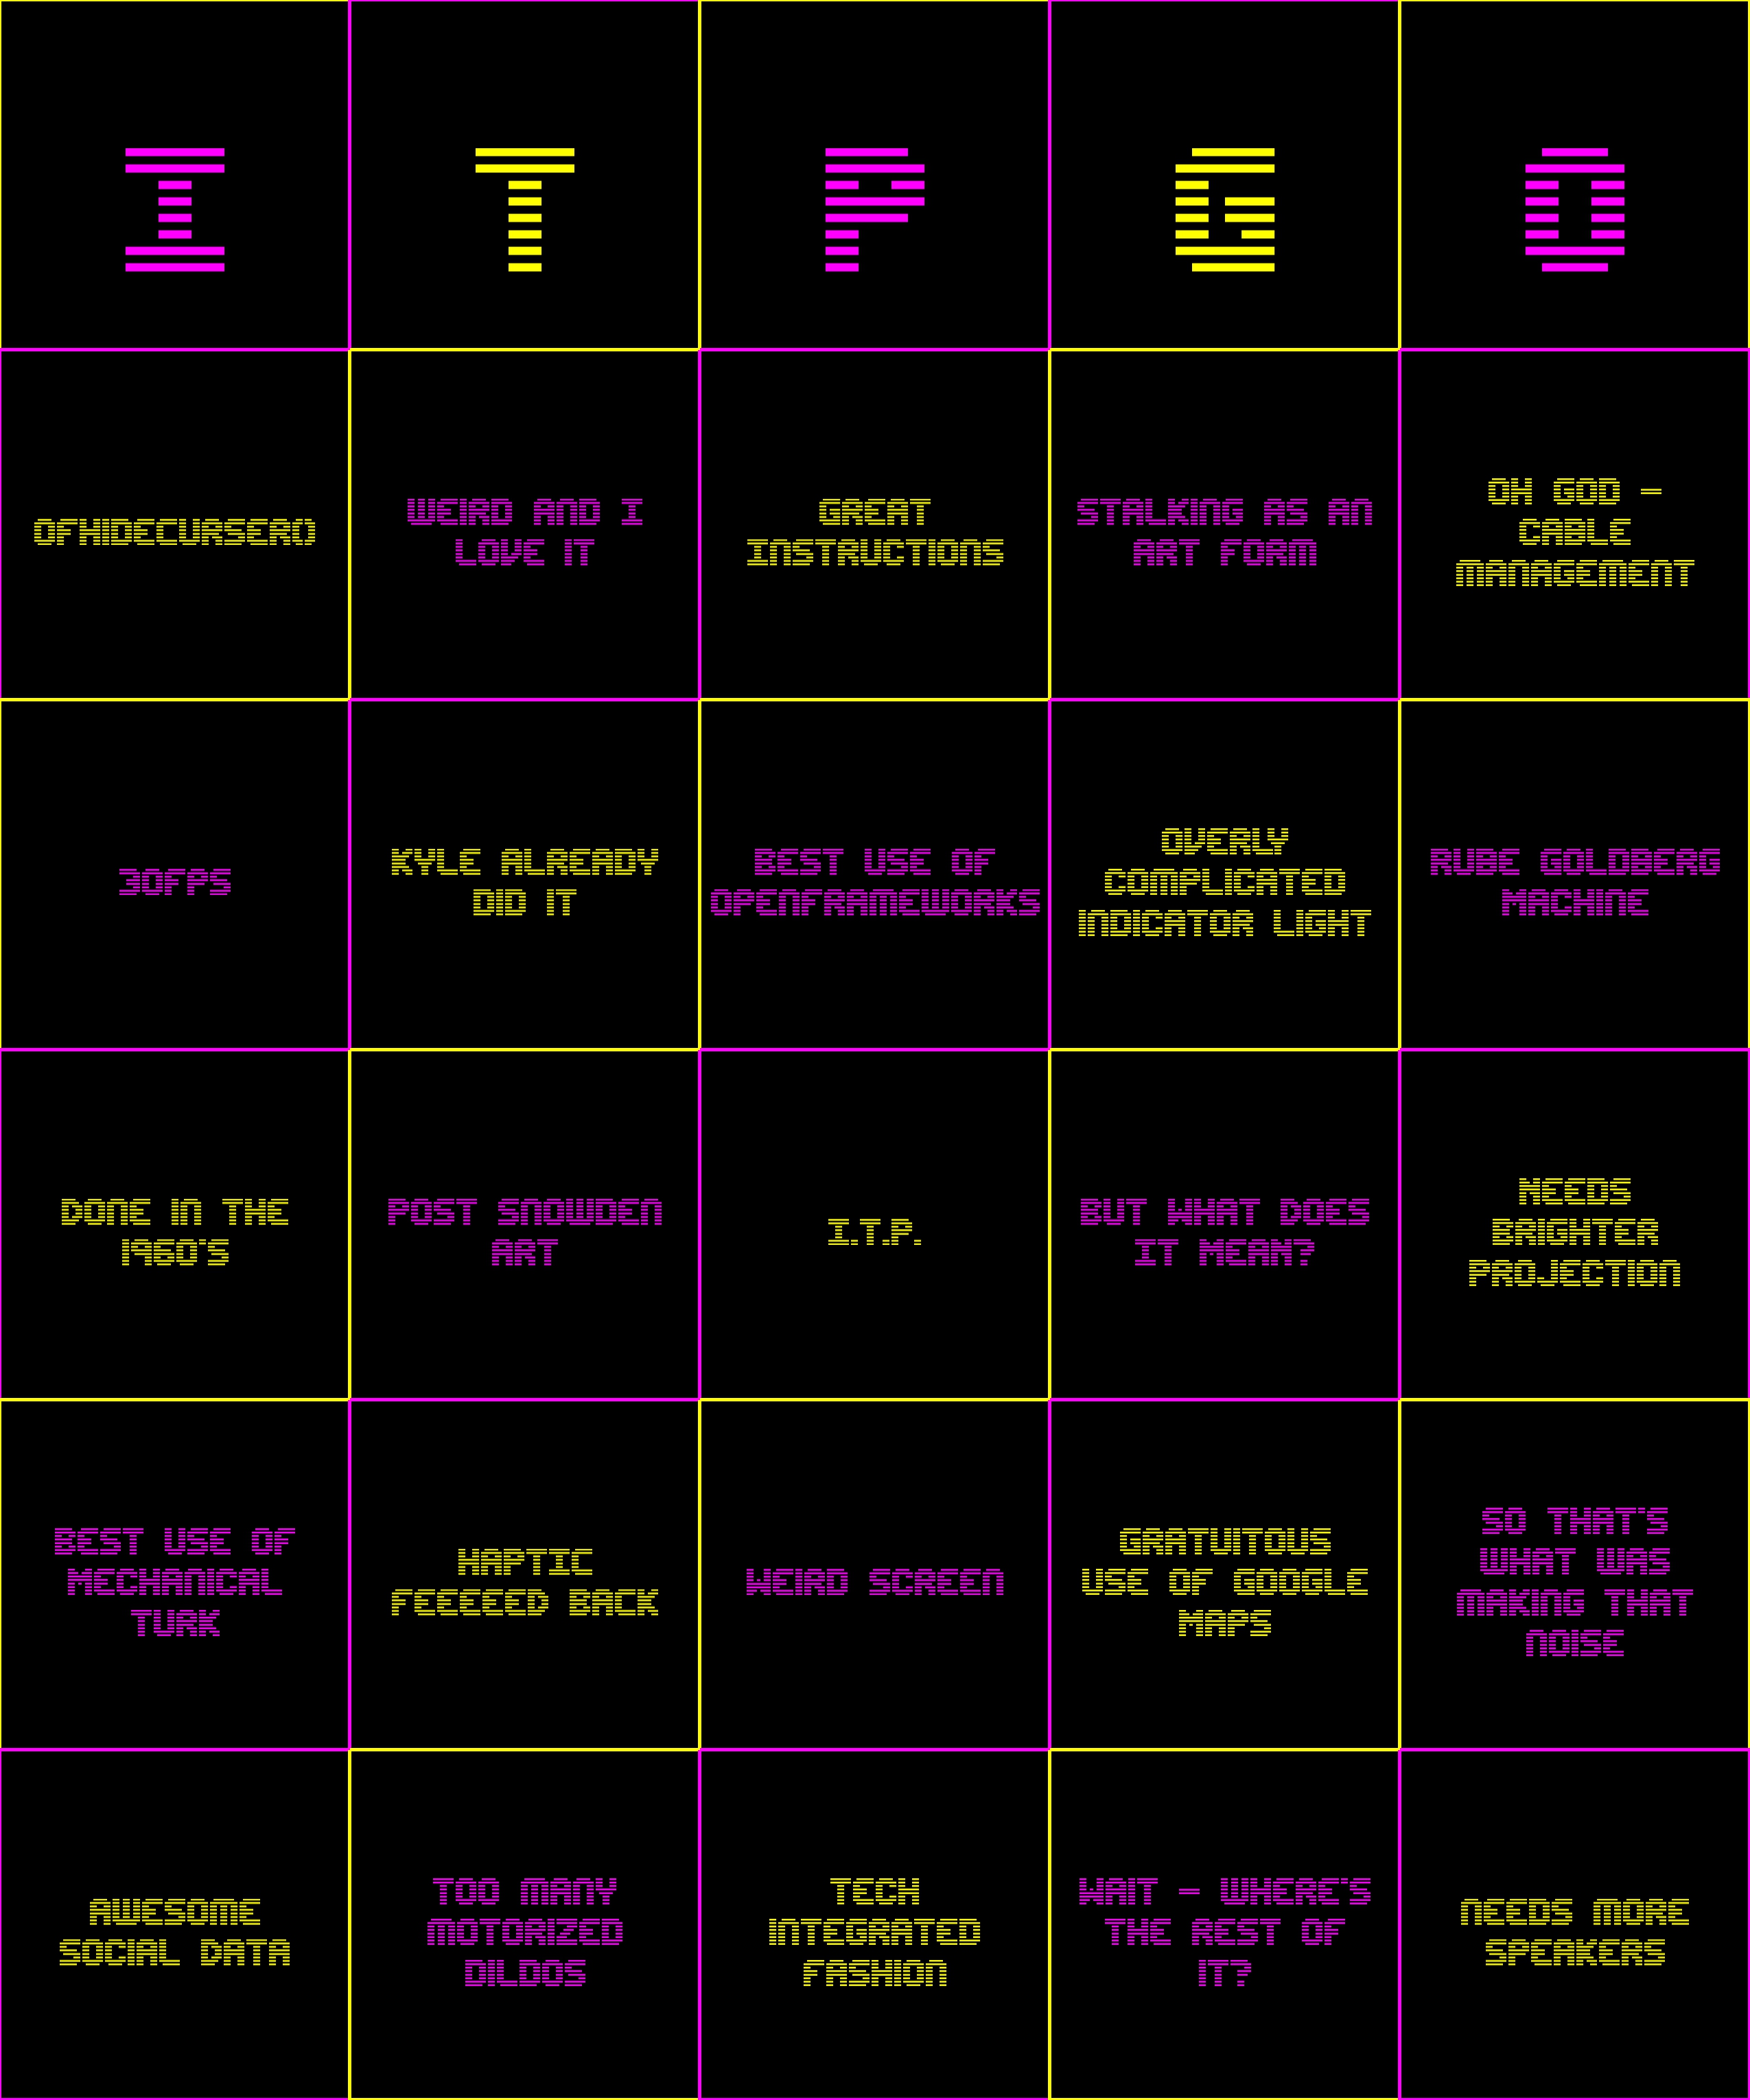 I T P G O
OFHIDECURSERO
WEIRD AND I
LOVE IT
GREAT
INSTRUCTIONS
STALKING AS AN
ART FORM
OH GOD -
CABLE
MANAGEMENT
30FPS
KYLE ALREADY
DID IT
BEST USE OF
OPENFRAMEWORKS
OVERLY
COMPLICATED
INDICATOR LIGHT
RUBE GOLDBERG
MACHINE
DONE IN THE
1960'S
POST SNOWDEN
ART
I.T.P.
BUT WHAT DOES
IT MEAN?
NEEDS
BRIGHTER
PROJECTION
BEST USE OF
MECHANICAL
TURK
HAPTIC
FEEEEED BACK
WEIRD SCREEN
GRATUITOUS
USE OF GOOGLE
MAPS
SO THAT'S
WHAT WAS
MAKING THAT
NOISE
AWESOME
SOCIAL DATA
TOO MANY
MOTORIZED
DILDOS
TECH
INTEGRATED
FASHION
WAIT - WHERE'S
THE REST OF
IT?
NEEDS MORE
SPEAKERS